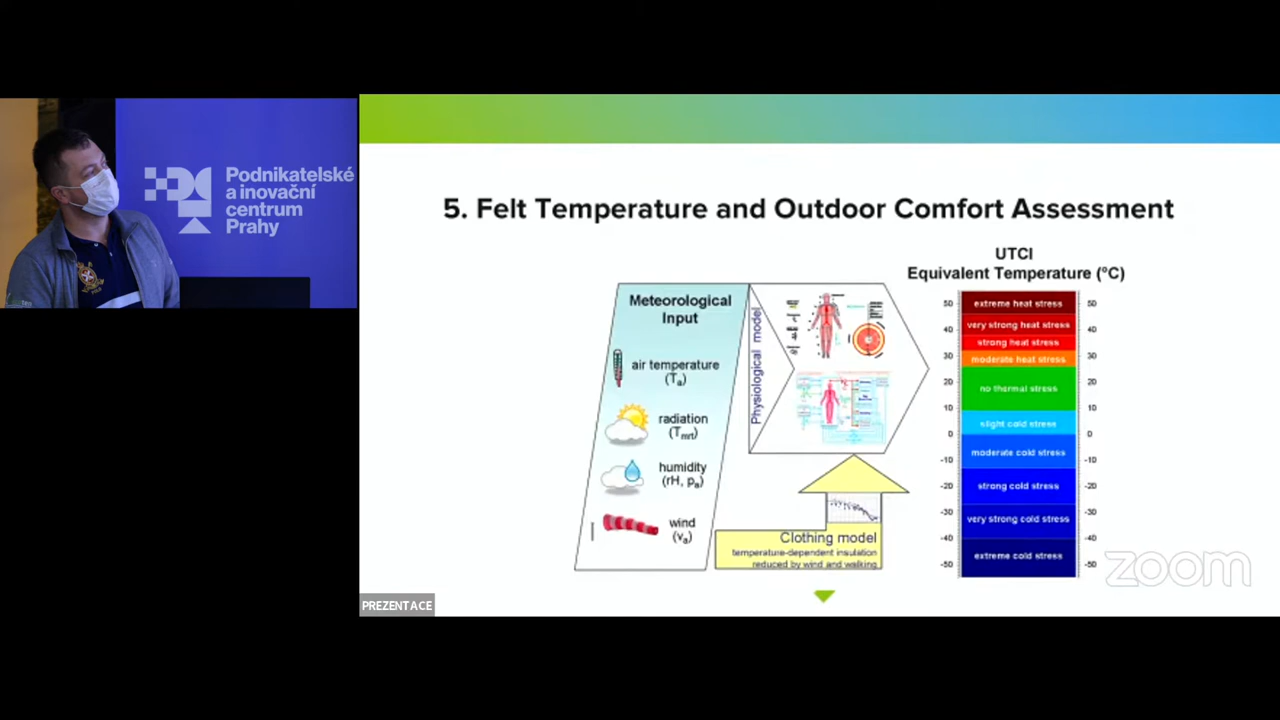 Podnikatelské
a inovační
centrum
Prahy
5. Felt Temperature and Outdoor Comfort Assessment
UTCI
Equivalent Temperature (°C)
Meteorological
Input
air temperature
(Ta)
radiation
(Tmrt)
humidity
(rH, pa)
wind
(va)
Physiological model
Clothing model
temperature-dependent insulation
reduced by wind and walking
50 extreme heat stress 50
40 very strong heat stress 40
strong heat stress
30 moderate heat stress 30
20 no thermal stress 20
10 slight cold stress 10
0 0
-10 moderate cold stress -10
-20 strong cold stress -20
-30 very strong cold stress -30
-40 -40
-50 extreme cold stress -50
zoom
PREZENTACE